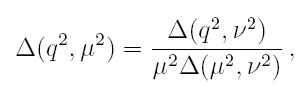 Δ(q², μ²) = Δ(q², ν²) / μ²Δ(μ², ν²) ,